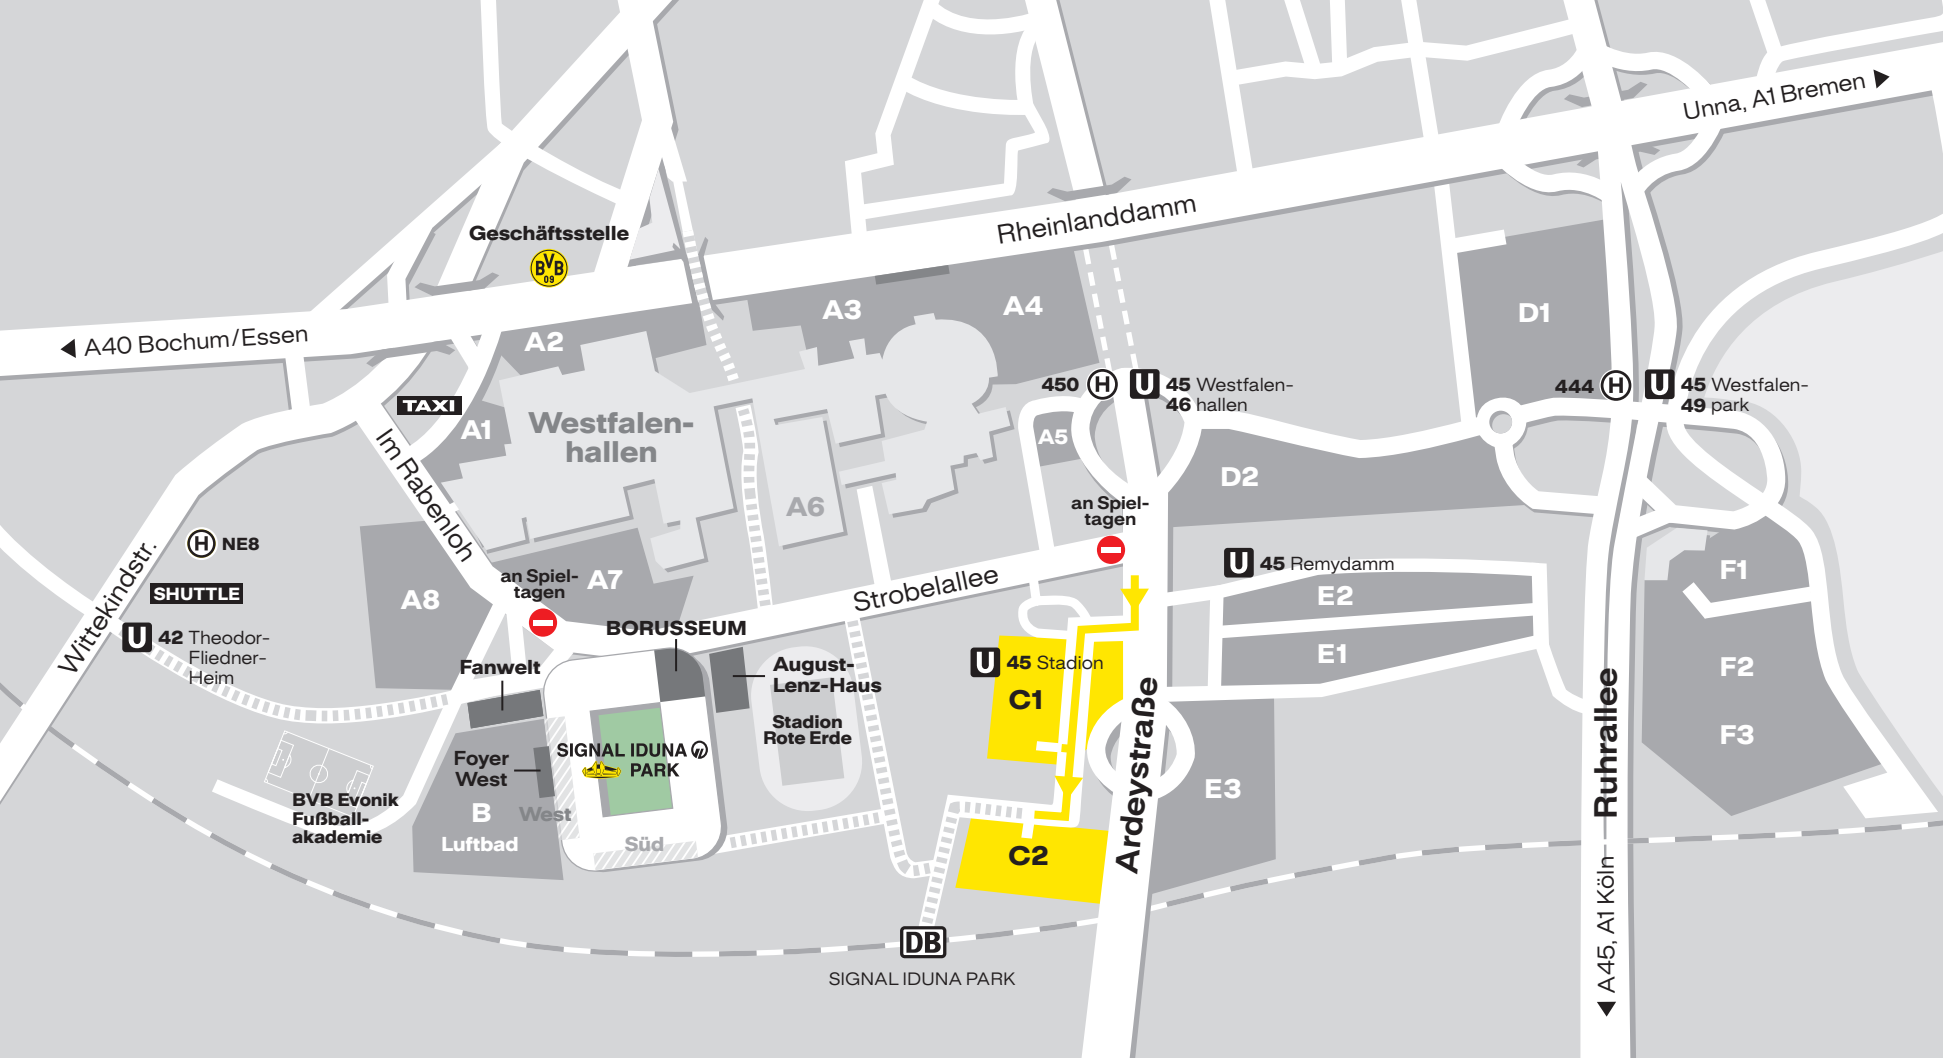 Unna, A1 Bremen
Rheinlanddamm
Geschäftsstelle
BVB
09
A40 Bochum/Essen
A2
A3
A4
D1
TAXI
A1
Westfalen-
hallen
450 H U 45 Westfalen-
46 hallen
444 H U 45 Westfalen-
49 park
A5
Im Rabenloh
A6
D2
an Spiel-
tagen
H NE8
SHUTTLE
Wittekindstr.
U 42 Theodor-
Fliedner-
Heim
A8
an Spiel-
tagen
A7
Strobelallee
U 45 Remydamm
E2
E1
F1
F2
F3
BORUSSEUM
Fanwelt
August-
Lenz-Haus
Stadion
Rote Erde
U 45 Stadion
C1
SIGNAL IDUNA
PARK
Foyer
West
B
Luftbad
West
Süd
BVB Evonik
Fußball-
akademie
Ardeystraße
E3
Ruhrallee
C2
A45, A1 Köln
DB
SIGNAL IDUNA PARK